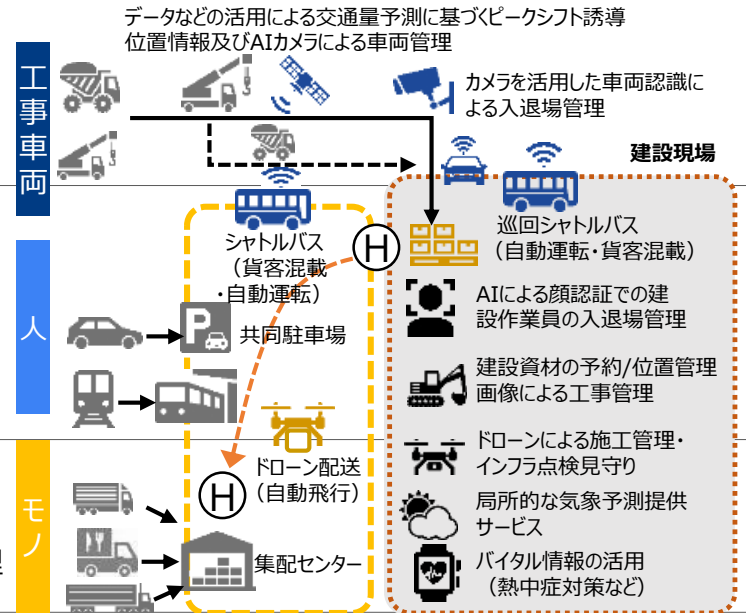 データなどの活用による交通量予測に基づくピークシフト誘導
位置情報及びAIカメラによる車両管理
工事車両
カメラを活用した車両認識に
よる入退場管理
建設現場
シャトルバス
（貨客混載
・自動運転）
H
巡回シャトルバス
（自動運転・貨客混載）
人
P
共同駐車場
AIによる顔認証での建
設作業員の入退場管理
建設資材の予約/位置管理
画像による工事管理
モノ
H
ドローン配送
（自動飛行）
ドローンによる施工管理・
インフラ点検見守り
局所的な気象予測提供
サービス
集配センター
バイタル情報の活用
（熱中症対策など）